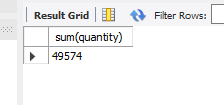 Result Grid Filter Rows:
sum(quantity)
49574